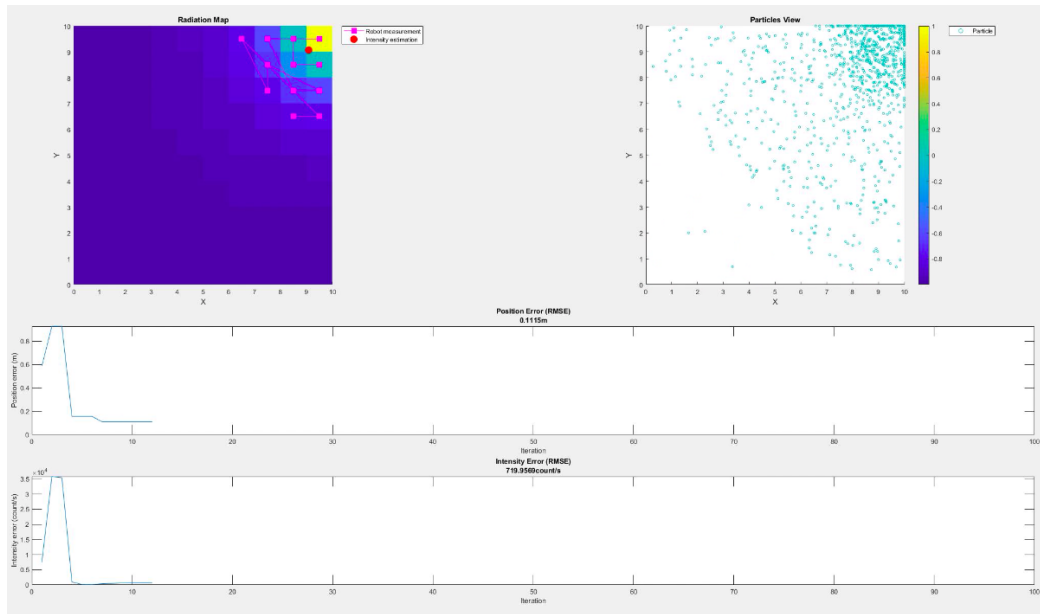 Radiation Map
Robot measurement
Intensity estimation
10
9
8
7
6
5
4
3
2
1
0
Y
0 1 2 3 4 5 6 7 8 9 10
X
Particles View
Particle
10
9
8
7
6
5
4
3
2
1
0
Y
0 1 2 3 4 5 6 7 8 9 10
X
1
0.8
0.6
0.4
0.2
0
-0.2
-0.4
-0.6
-0.8
Position Error (RMSE)
0.1115m
0.8
0.6
0.4
0.2
0
Position error (m)
0 10 20 30 40 50 60 70 80 90 100
Iteration
Intensity Error (RMSE)
719.9569count/s
×10⁴
3.5
3
2.5
2
1.5
1
0.5
0
Intensity error (count/s)
0 10 20 30 40 50 60 70 80 90 100
Iteration